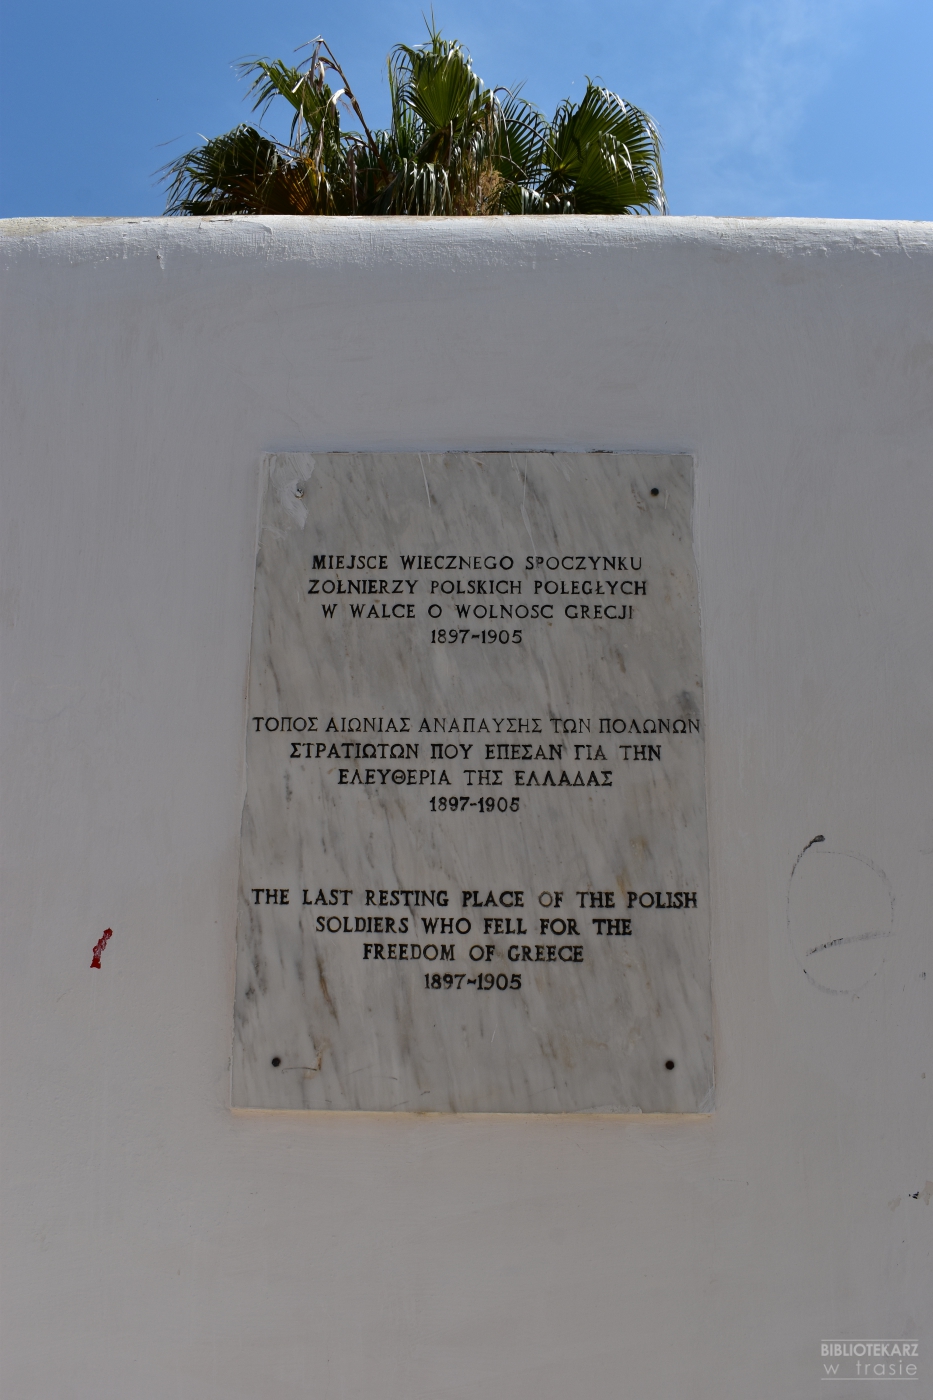 MIEJSCE WIECZNEGO SPOCZYNKU
ZOŁNIERZY POLSKICH POLEGŁYCH
W WALCE O WOLNOSC GRECJI
1897-1905
ΤΟΠΟΣ ΑΙΩΝΙΑΣ ΑΝΑΠΑΥΣΗΣ ΤΩΝ ΠΟΛΩΝΩΝ
ΣΤΡΑΤΙΩΤΩΝ ΠΟΥ ΕΠΕΣΑΝ ΓΙΑ ΤΗΝ
ΕΛΕΥΘΕΡΙΑ ΤΗΣ ΕΛΛΑΔΑΣ
1897-1905
THE LAST RESTING PLACE OF THE POLISH
SOLDIERS WHO FELL FOR THE
FREEDOM OF GREECE
1897-1905
BIBLIOTEKARZ
w trasie